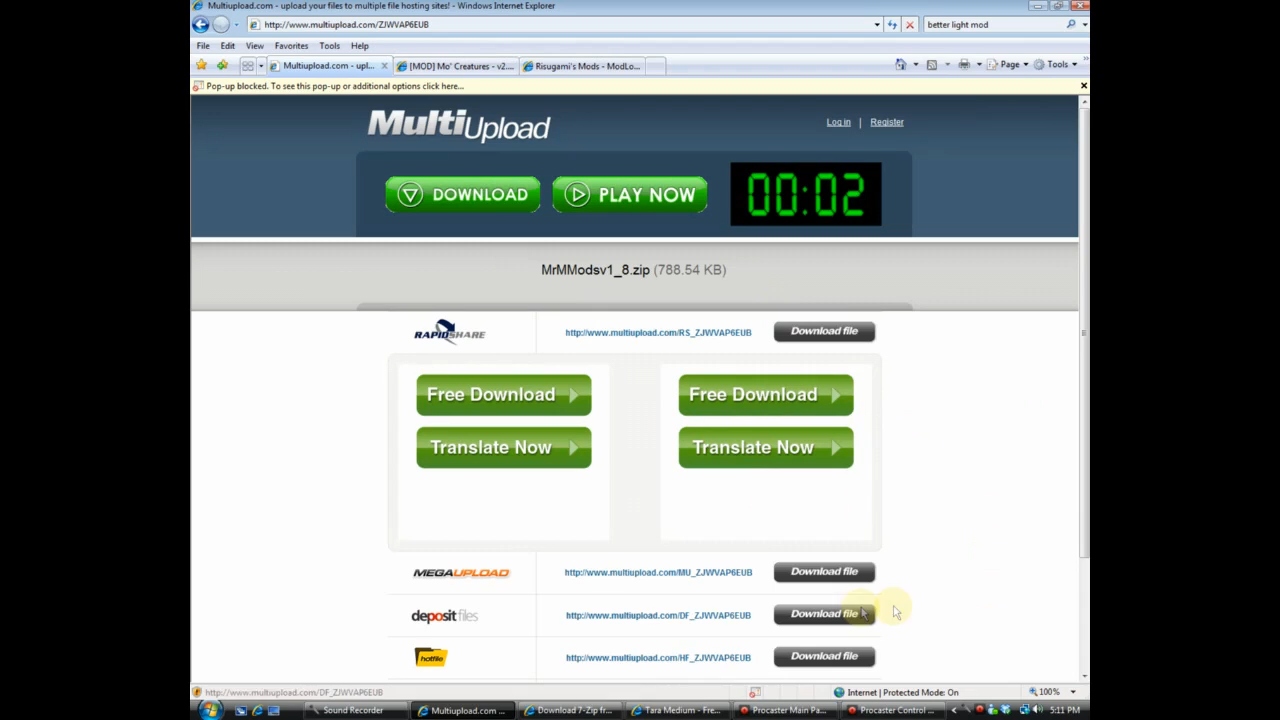 Multiupload.com - upload your files to multiple file hosting sites! - Windows Internet Explorer
http://www.multiupload.com/ZJWVAP6EUB
better light mod
File Edit View Favorites Tools Help
Multiupload.com - upl...
[MOD] Mo' Creatures - v2....
Risugami's Mods - ModLo...
Page
Tools
Pop-up blocked. To see this pop-up or additional options click here...
MultiUpload
Log in | Register
DOWNLOAD
PLAY NOW
00:02
MrMModsv1_8.zip (788.54 KB)
RAPIDSHARE
http://www.multiupload.com/RS_ZJWVAP6EUB
Download file
Free Download
Free Download
Translate Now
Translate Now
MEGAUPLOAD
http://www.multiupload.com/MU_ZJWVAP6EUB
Download file
depositfiles
http://www.multiupload.com/DF_ZJWVAP6EUB
Download file
hotfile
http://www.multiupload.com/HF_ZJWVAP6EUB
Download file
http://www.multiupload.com/DF_ZJWVAP6EUB
Internet | Protected Mode: On
100%
Sound Recorder
Multiupload.com ...
Download 7-Zip fr...
Tara Medium - Fre...
Procaster Main Pa...
Procaster Control ...
5:11 PM